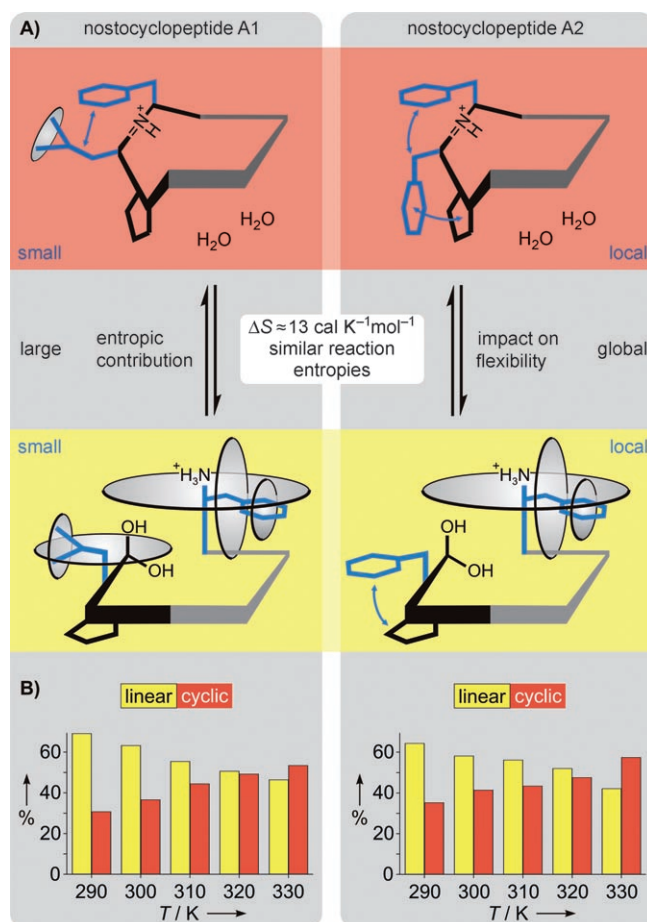 A)
nostocyclopeptide A1
nostocyclopeptide A2
+
N
H
H₂O
H₂O
small
+
N
H
H₂O
H₂O
local
large
entropic
contribution
ΔS ≈ 13 cal K⁻¹mol⁻¹
similar reaction
entropies
impact on
flexibility
global
small
⁺H₃N
OH
OH
local
⁺H₃N
OH
OH
B)
linear cyclic
60
40
20
0
%
290 300 310 320 330
T / K
linear cyclic
60
40
20
0
%
290 300 310 320 330
T / K